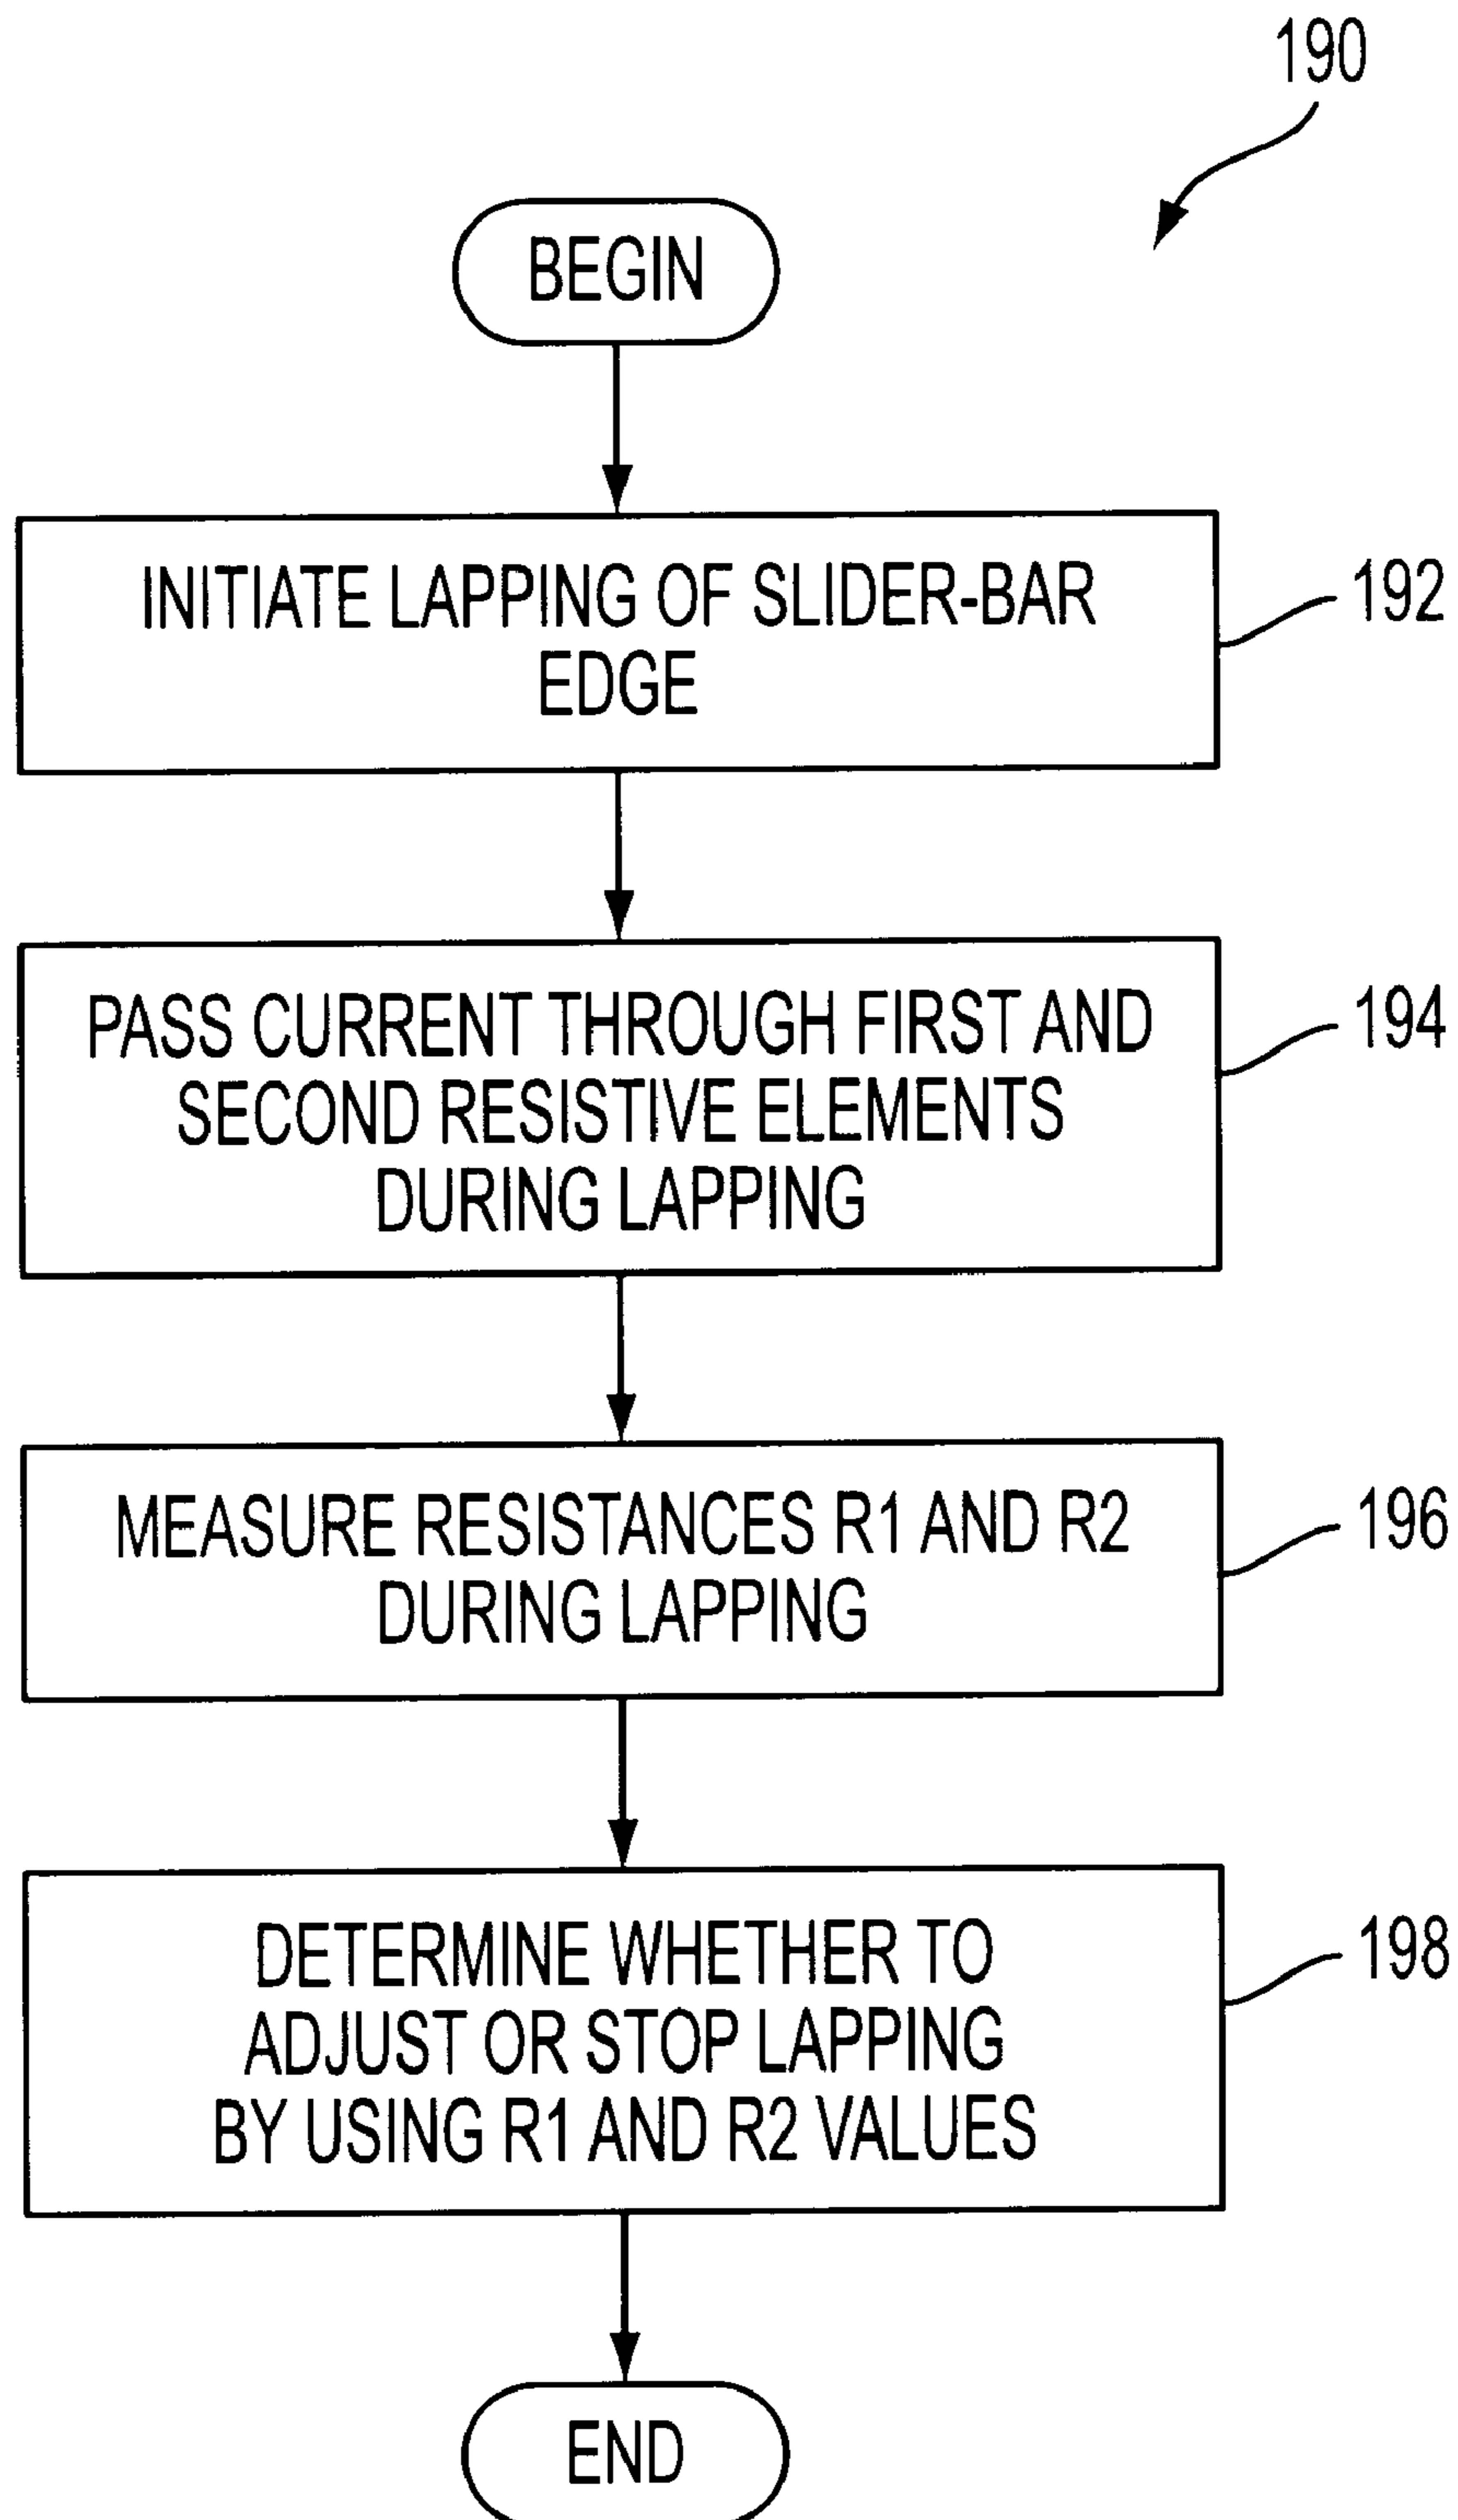 190
BEGIN
INITIATE LAPPING OF SLIDER-BAR
EDGE
192
PASS CURRENT THROUGH FIRST AND
SECOND RESISTIVE ELEMENTS
DURING LAPPING
194
MEASURE RESISTANCES R1 AND R2
DURING LAPPING
196
DETERMINE WHETHER TO
ADJUST OR STOP LAPPING
BY USING R1 AND R2 VALUES
198
END